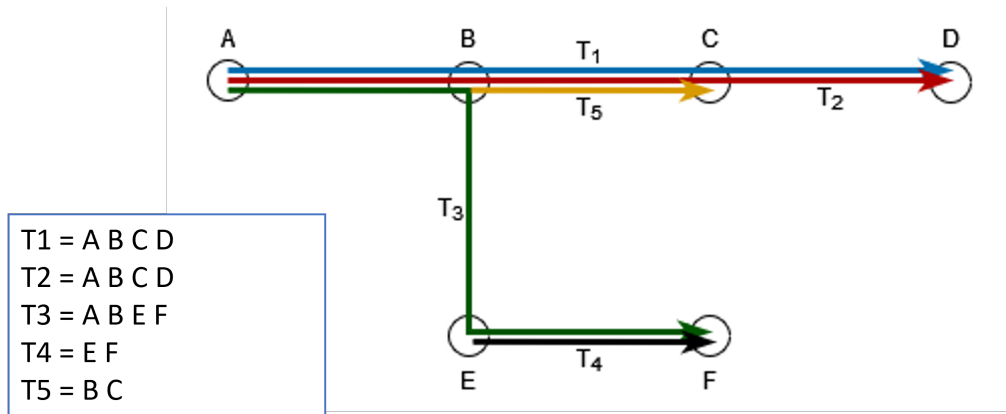 A B C D
T1
T5
T2
T3
T4
E F
T1 = A B C D
T2 = A B C D
T3 = A B E F
T4 = E F
T5 = B C